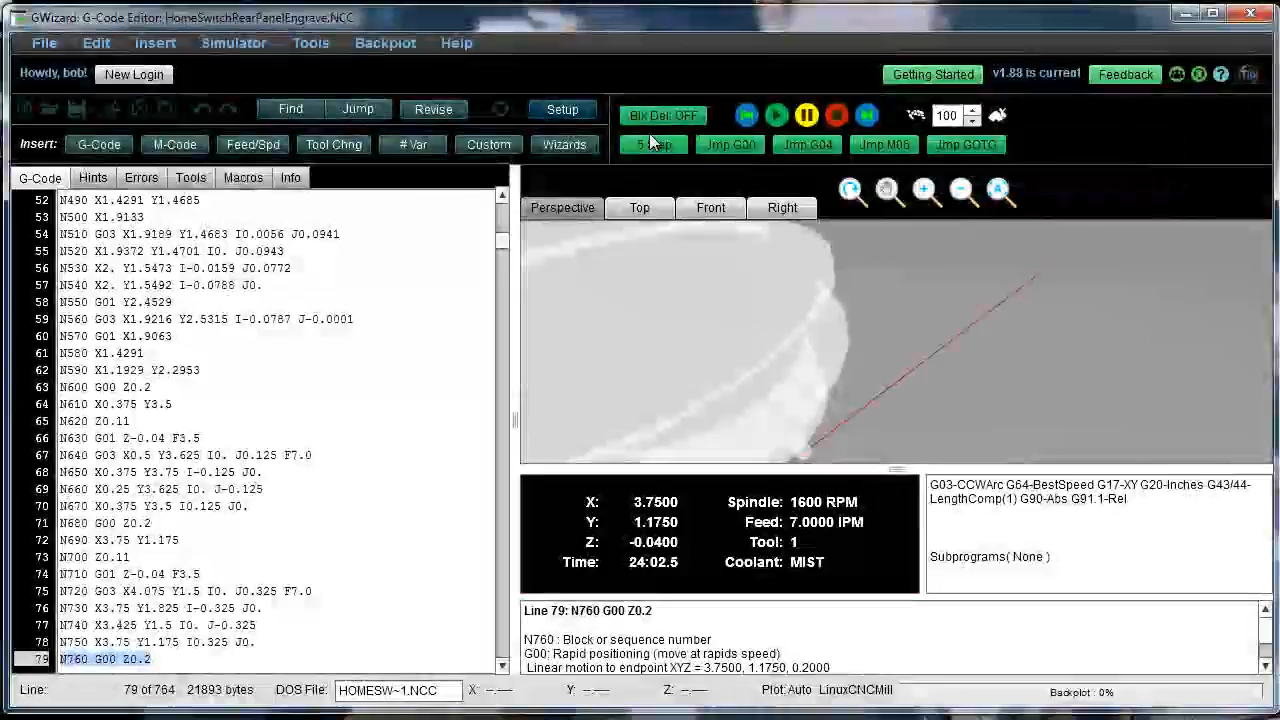 GWizard: G-Code Editor: HomeSwitchRearPanelEngrave.NCC
File Edit Insert Simulator Tools Backplot Help
Howdy, bob! New Login Getting Started v1.88 is current Feedback
Find Jump Revise Setup Blk Del: OFF 100
Insert: G-Code M-Code Feed/Spd Tool Chng # Var Custom Wizards Jmp G00 Jmp G04 Jmp M06 Jmp GOTO
G-Code Hints Errors Tools Macros Info
Perspective Top Front Right
52 N490 X1.4291 Y1.4685
53 N500 X1.9133
54 N510 G03 X1.9189 Y1.4683 I0.0056 J0.0941
55 N520 X1.9372 Y1.4701 I0. J0.0943
56 N530 X2. Y1.5473 I-0.0159 J0.0772
57 N540 X2. Y1.5492 I-0.0788 J0.
58 N550 G01 Y2.4529
59 N560 G03 X1.9216 Y2.5315 I-0.0787 J-0.0001
60 N570 G01 X1.9063
61 N580 X1.4291
62 N590 X1.1929 Y2.2953
63 N600 G00 Z0.2
64 N610 X0.375 Y3.5
65 N620 Z0.11
66 N630 G01 Z-0.04 F3.5
67 N640 G03 X0.5 Y3.625 I0. J0.125 F7.0
68 N650 X0.375 Y3.75 I-0.125 J0.
69 N660 X0.25 Y3.625 I0. J-0.125
70 N670 X0.375 Y3.5 I0.125 J0.
71 N680 G00 Z0.2
72 N690 X3.75 Y1.175
73 N700 Z0.11
74 N710 G01 Z-0.04 F3.5
75 N720 G03 X4.075 Y1.5 I0. J0.325 F7.0
76 N730 X3.75 Y1.825 I-0.325 J0.
77 N740 X3.425 Y1.5 I0. J-0.325
78 N750 X3.75 Y1.175 I0.325 J0.
79 N760 G00 Z0.2
X: 3.7500 Spindle: 1600 RPM
Y: 1.1750 Feed: 7.0000 IPM
Z: -0.0400 Tool: 1
Time: 24:02.5 Coolant: MIST
G03-CCWArc G64-BestSpeed G17-XY G20-Inches G43/44-
LengthComp(1) G90-Abs G91.1-Rel
Subprograms( None )
Line 79: N760 G00 Z0.2
N760 : Block or sequence number
G00: Rapid positioning (move at rapids speed)
Linear motion to endpoint XYZ = 3.7500, 1.1750, 0.2000
Line: 79 of 764 21893 bytes DOS File: HOMESW~1.NCC X: --.-- Y: --.-- Z: --.-- Plot:Auto LinuxCNCMill Backplot : 0%